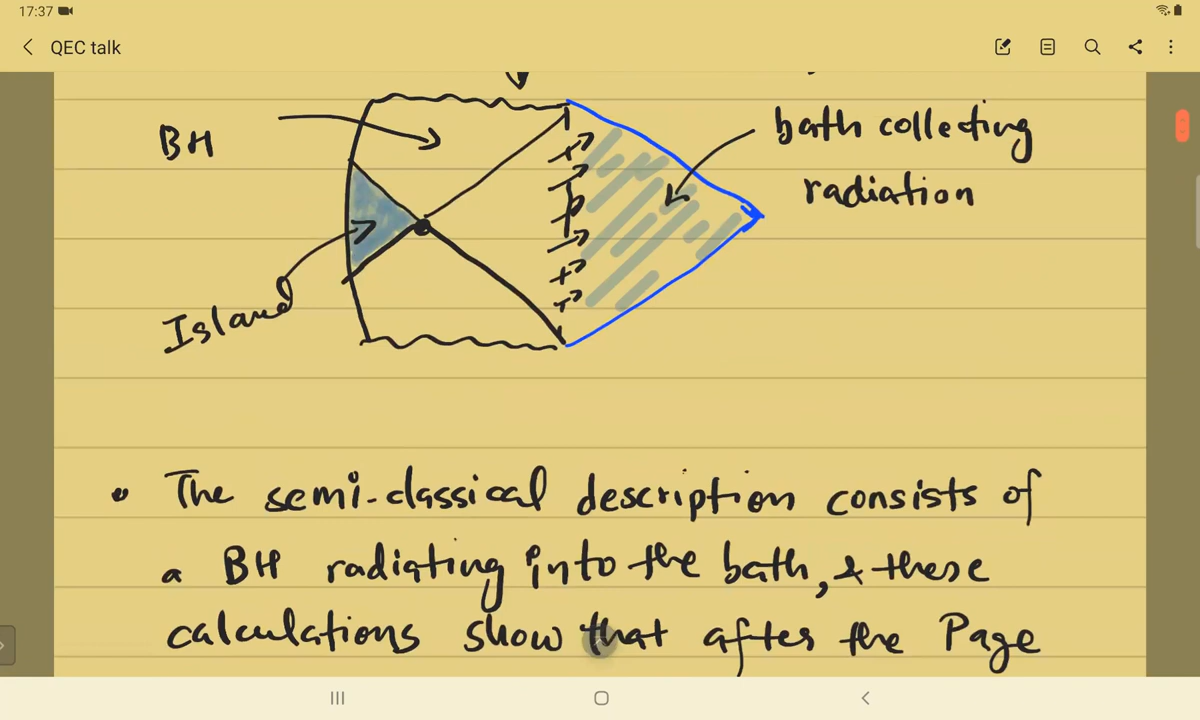 17:37
QEC talk
BH
bath collecting
radiation
Island
• The semi-classical description consists of
a BH radiating into the bath, & these
calculations show that after the Page